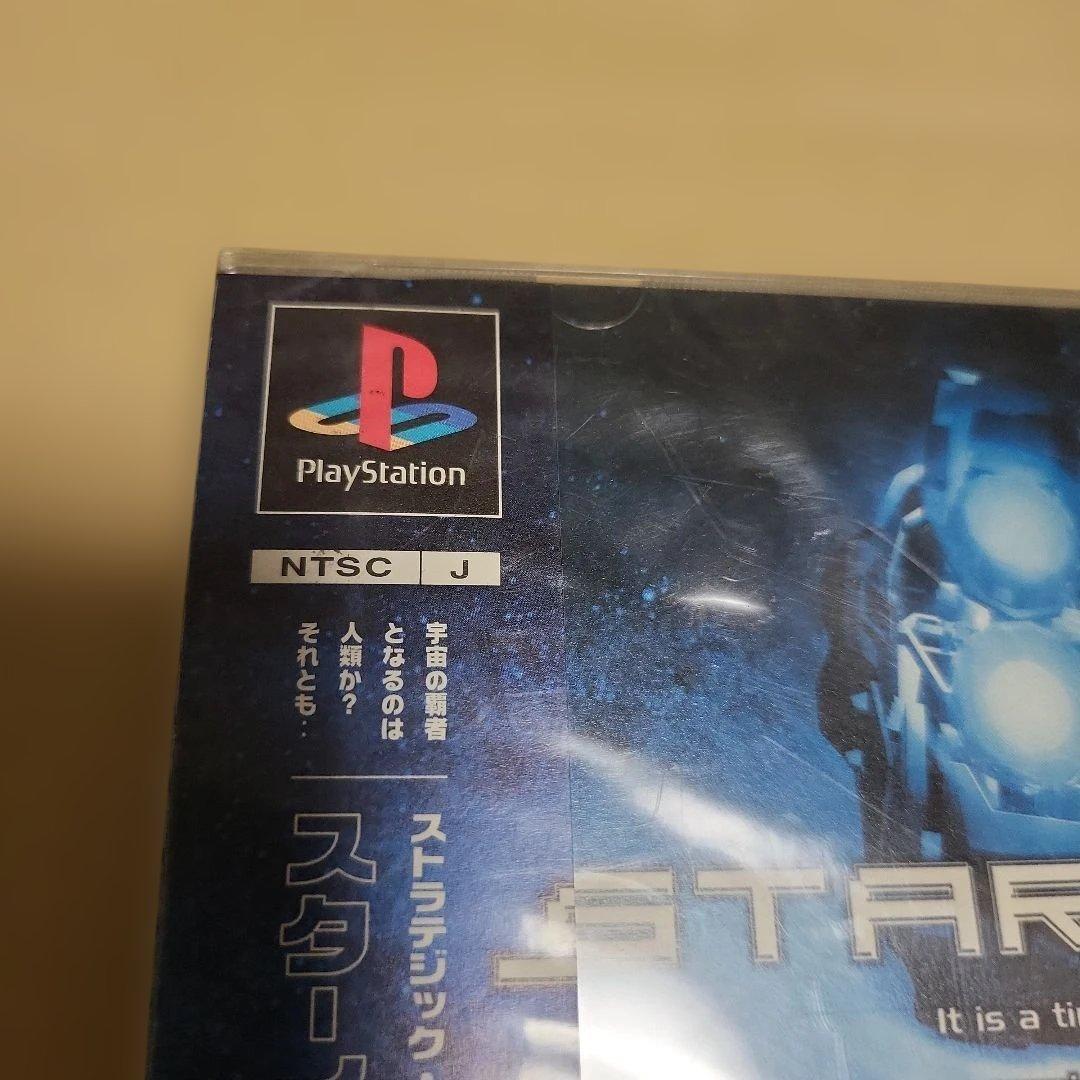 PlayStation
NTSC J
宇宙の覇者
となるのは
人類か？
それとも‥
ストラテジック・
スター
STAR
It is a